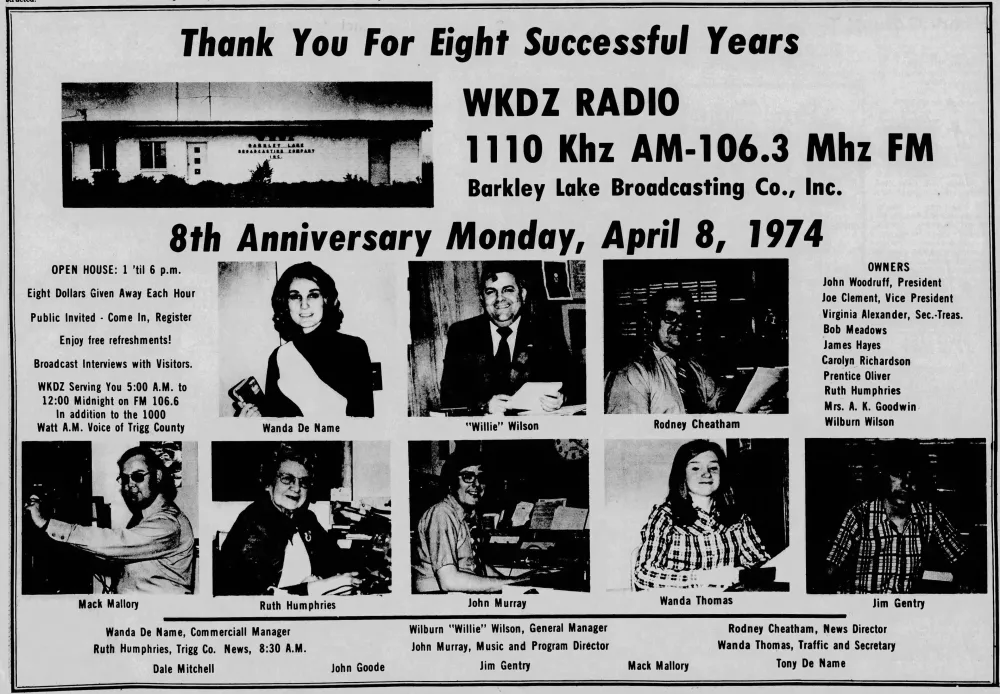 Thank You For Eight Successful Years
BARKLEY LAKE
BROADCASTING COMPANY
INC.
WKDZ RADIO
1110 Khz AM-106.3 Mhz FM
Barkley Lake Broadcasting Co., Inc.
8th Anniversary Monday, April 8, 1974
OPEN HOUSE: 1 'til 6 p.m.
Eight Dollars Given Away Each Hour
Public Invited - Come In, Register
Enjoy free refreshments!
Broadcast Interviews with Visitors.
WKDZ Serving You 5:00 A.M. to
12:00 Midnight on FM 106.6
In addition to the 1000
Watt A.M. Voice of Trigg County
Wanda De Name
"Willie" Wilson
Rodney Cheatham
OWNERS
John Woodruff, President
Joe Clement, Vice President
Virginia Alexander, Sec.-Treas.
Bob Meadows
James Hayes
Carolyn Richardson
Prentice Oliver
Ruth Humphries
Mrs. A. K. Goodwin
Wilburn Wilson
Mack Mallory
Ruth Humphries
John Murray
Wanda Thomas
Jim Gentry
Wanda De Name, Commerciall Manager
Wilburn "Willie" Wilson, General Manager
Rodney Cheatham, News Director
Ruth Humphries, Trigg Co. News, 8:30 A.M.
John Murray, Music and Program Director
Wanda Thomas, Traffic and Secretary
Dale Mitchell
John Goode
Jim Gentry
Mack Mallory
Tony De Name